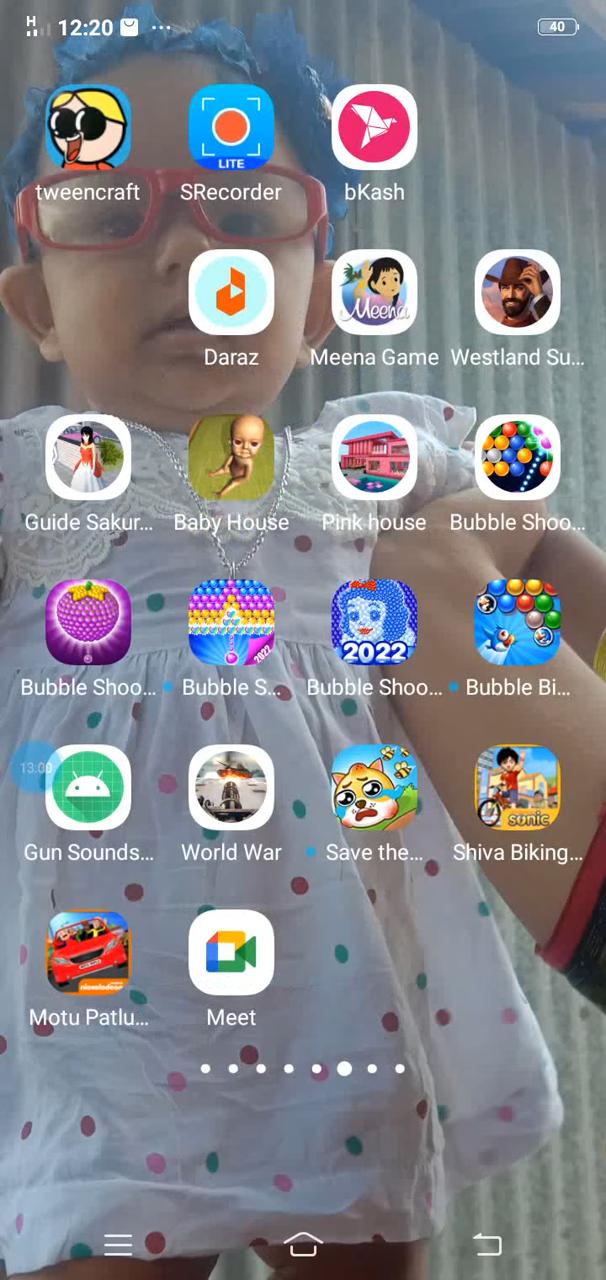 H 12:20 ... 40
tweencraft SRecorder bKash
LITE
Daraz Meena Game Westland Su...
Meena
Guide Sakur... Baby House Pink house Bubble Shoo...
Bubble Shoo... Bubble S... Bubble Shoo... Bubble Bi...
2022 2022
13:09
Gun Sounds... World War Save the... Shiva Biking...
sonic
Motu Patlu... Meet
nickelodeon